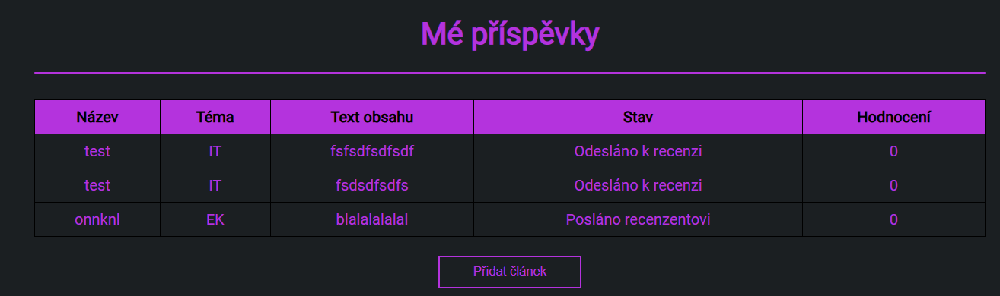 Mé příspěvky
Název Téma Text obsahu Stav Hodnocení
test IT fsfsdfsdfsdf Odesláno k recenzi 0
test IT fsdsdfsdfs Odesláno k recenzi 0
onnknl EK blalalalalal Posláno recenzentovi 0
Přidat článek